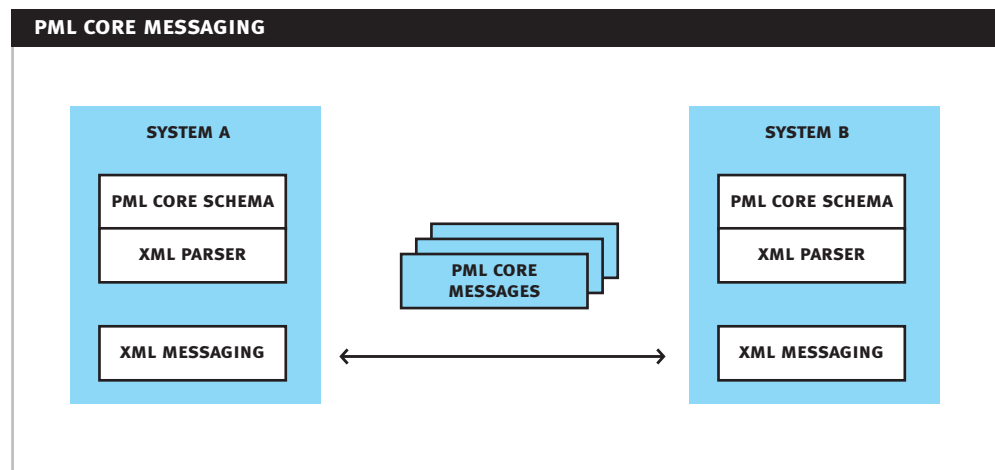 PML CORE MESSAGING
SYSTEM A
PML CORE SCHEMA
XML PARSER
XML MESSAGING
PML CORE
MESSAGES
SYSTEM B
PML CORE SCHEMA
XML PARSER
XML MESSAGING